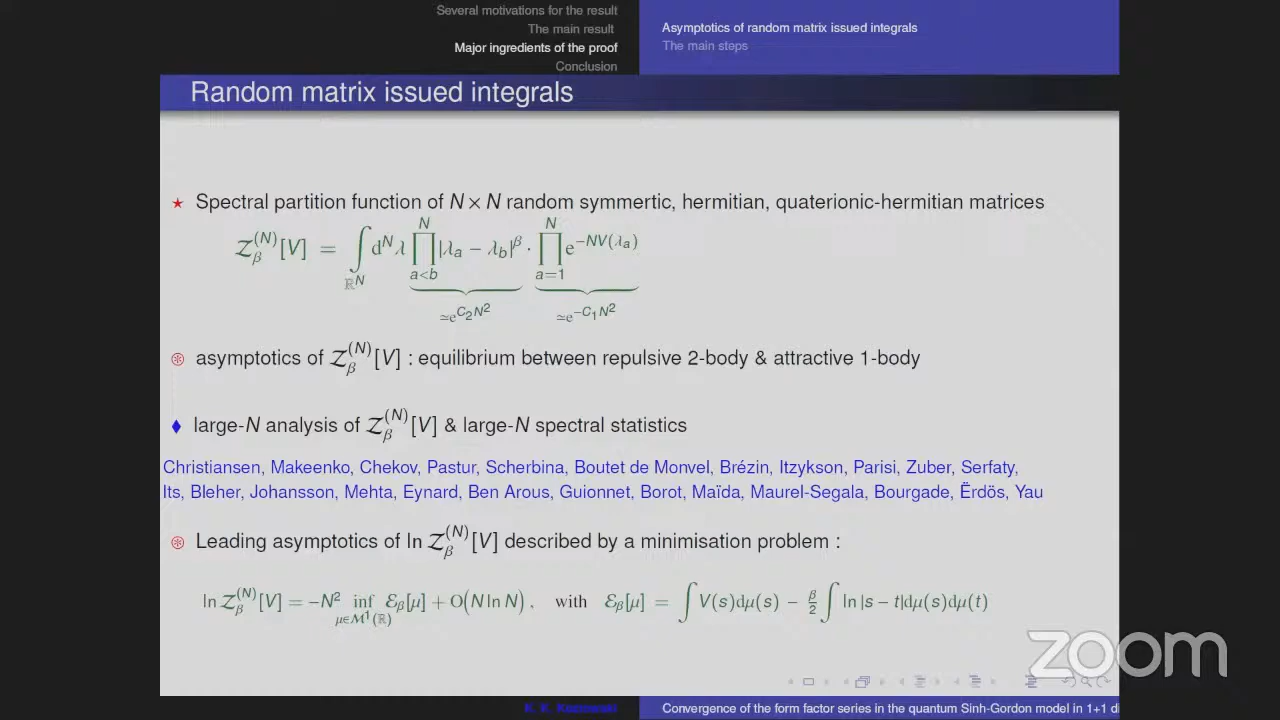 Several motivations for the result
The main result
Major ingredients of the proof
Conclusion
Asymptotics of random matrix issued integrals
The main steps
Random matrix issued integrals
★ Spectral partition function of N × N random symmertic, hermitian, quaterionic-hermitian matrices
𝒵_β^{(N)}[V] = ∫_{ℝ^N} d^Nλ ∏_{a<b}^{N} |λ_a − λ_b|^β · ∏_{a=1}^{N} e^{−NV(λ_a)}
≃e^{C_2N^2} ≃e^{−C_1N^2}
⊛ asymptotics of 𝒵_β^{(N)}[V] : equilibrium between repulsive 2-body & attractive 1-body
♦ large-N analysis of 𝒵_β^{(N)}[V] & large-N spectral statistics
Christiansen, Makeenko, Chekov, Pastur, Scherbina, Boutet de Monvel, Brézin, Itzykson, Parisi, Zuber, Serfaty,
Its, Bleher, Johansson, Mehta, Eynard, Ben Arous, Guionnet, Borot, Maïda, Maurel-Segala, Bourgade, Ërdös, Yau
⊛ Leading asymptotics of ln 𝒵_β^{(N)}[V] described by a minimisation problem :
ln 𝒵_β^{(N)}[V] = −N^2 inf_{μ∈ℳ^1(ℝ)} ℰ_β[μ] + O(N ln N) , with ℰ_β[μ] = ∫ V(s)dμ(s) − β/2 ∫ ln |s − t|dμ(s)dμ(t)
zoom
K. K. Kozlowski
Convergence of the form factor series in the quantum Sinh-Gordon model in 1+1 di